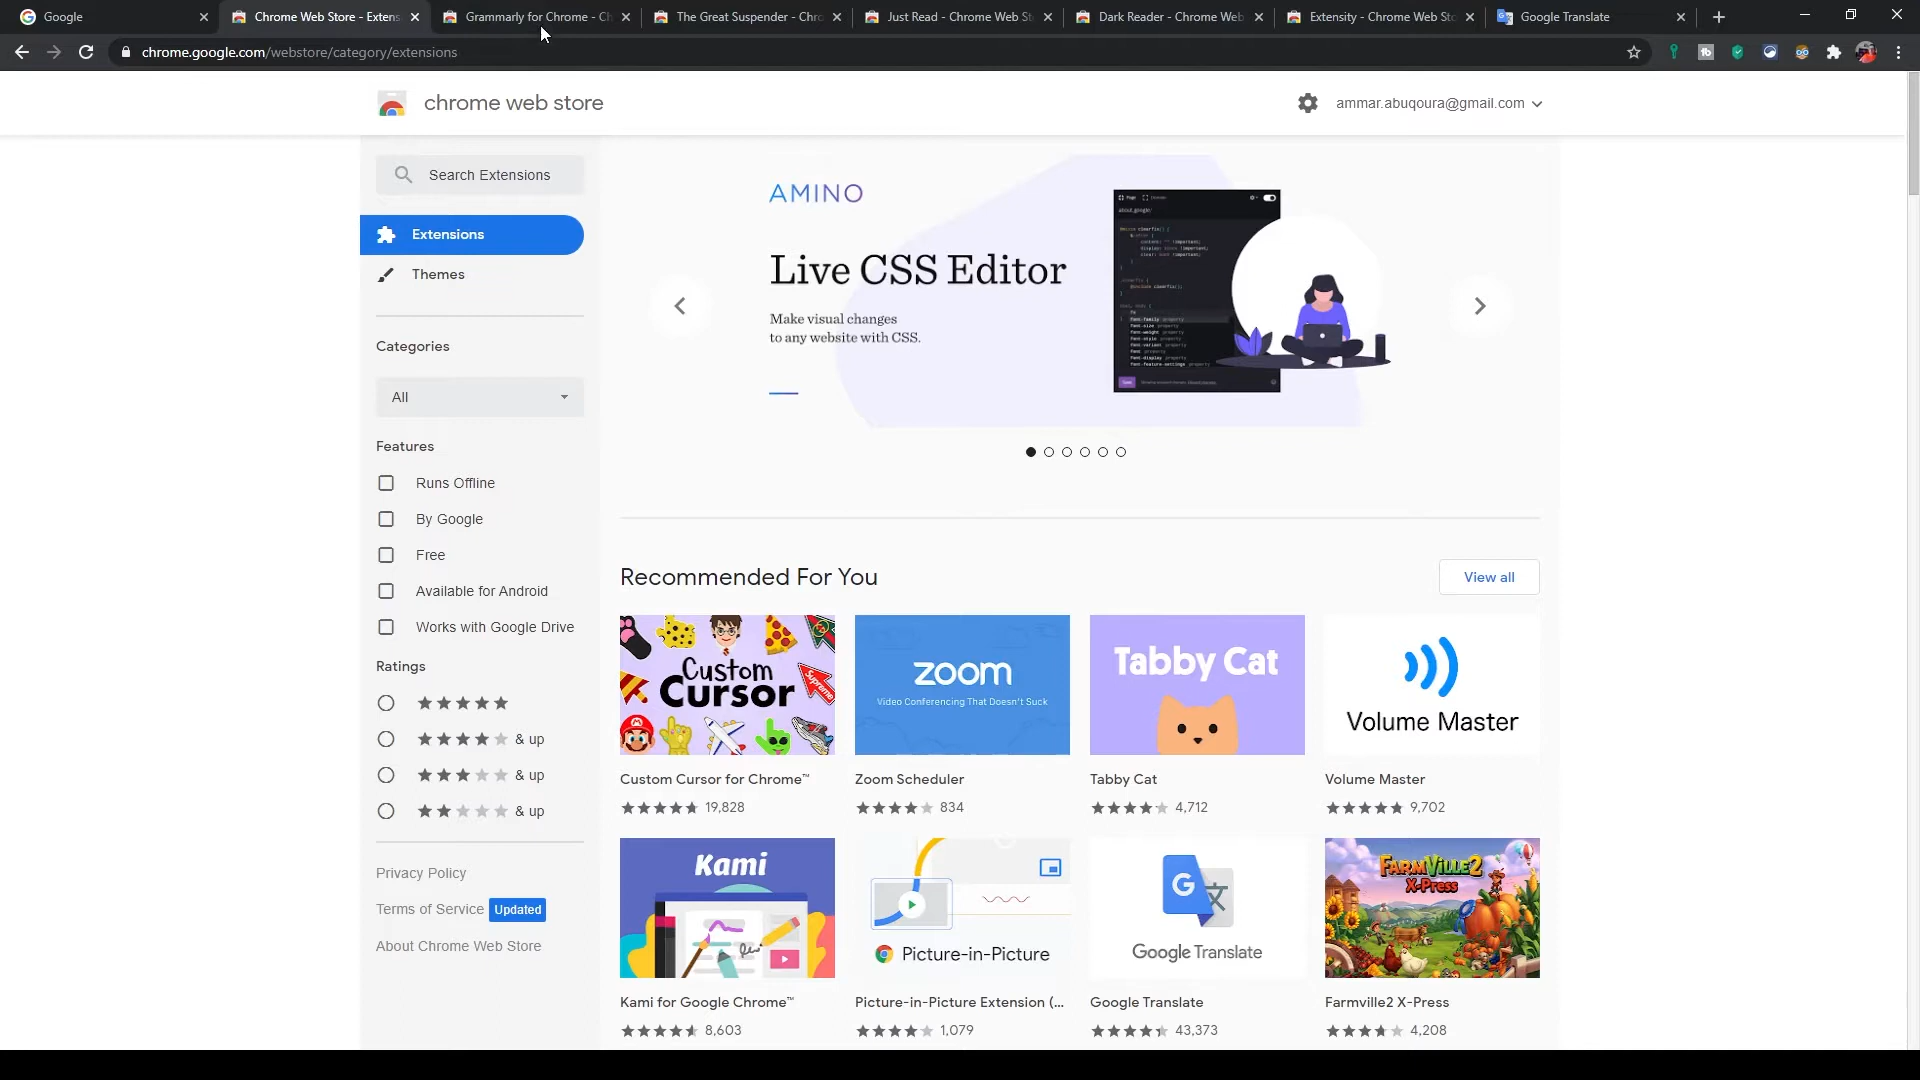 Google
Chrome Web Store - Extens
Grammarly for Chrome - Ch
The Great Suspender - Chro
Just Read - Chrome Web St
Dark Reader - Chrome Web
Extensity - Chrome Web Sto
Google Translate
chrome.google.com/webstore/category/extensions
chrome web store
ammar.abuqoura@gmail.com
Search Extensions
Extensions
Themes
Categories
All
Features
Runs Offline
By Google
Free
Available for Android
Works with Google Drive
Ratings
& up
& up
& up
Privacy Policy
Terms of Service Updated
About Chrome Web Store
AMINO
Live CSS Editor
Make visual changes
to any website with CSS.
Recommended For You
View all
Custom
Cursor
Supreme
zoom
Video Conferencing That Doesn't Suck
Tabby Cat
Volume Master
Custom Cursor for Chrome™
19,828
Zoom Scheduler
834
Tabby Cat
4,712
Volume Master
9,702
Kami
Picture-in-Picture
G
Google Translate
FARMVILLE2
X-PRESS
Kami for Google Chrome™
8,603
Picture-in-Picture Extension (...
1,079
Google Translate
43,373
Farmville2 X-Press
4,208